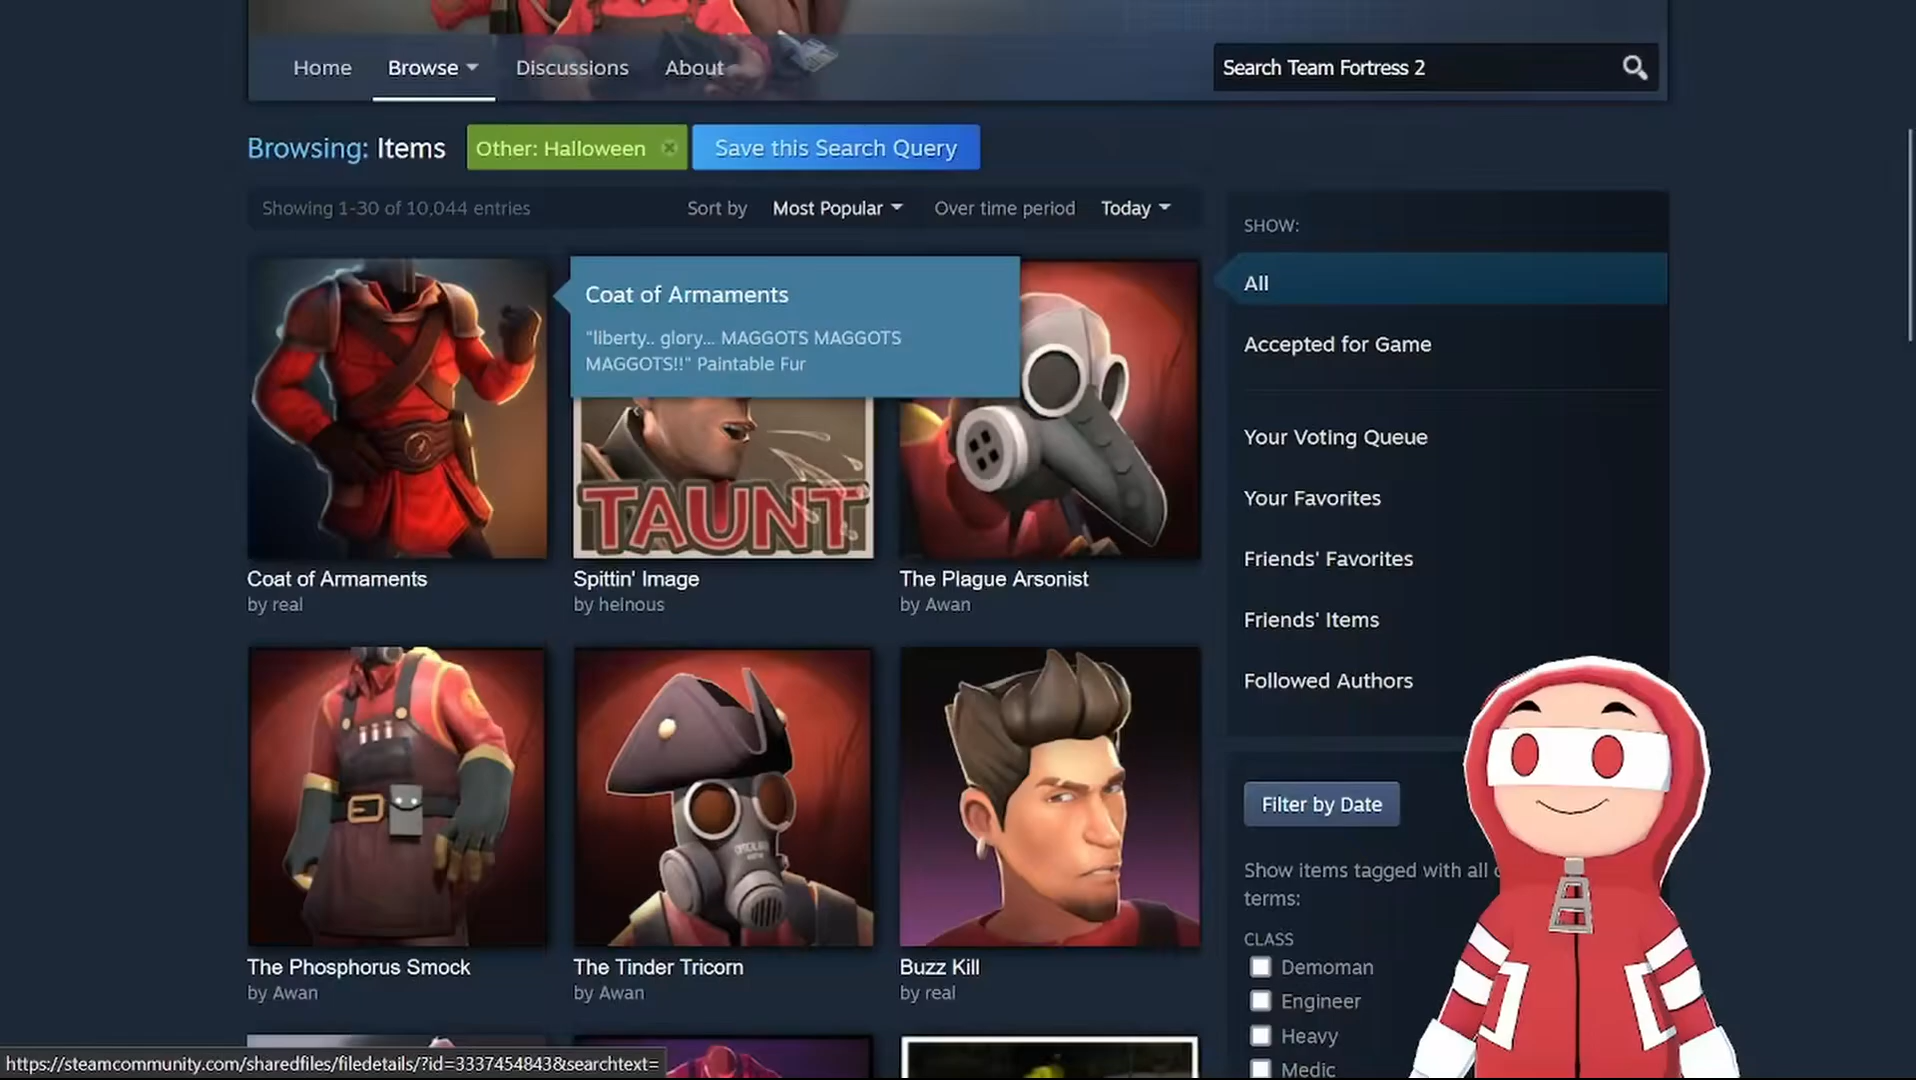 Home
Browse
Discussions
About
Search Team Fortress 2
Browsing: Items
Other: Halloween
Save this Search Query
Showing 1-30 of 10,044 entries
Sort by
Most Popular
Over time period
Today
Coat of Armaments
"liberty.. glory... MAGGOTS MAGGOTS
MAGGOTS!!" Paintable Fur
TAUNT
Coat of Armaments
by real
Spittin' Image
by heInous
The Plague Arsonist
by Awan
The Phosphorus Smock
by Awan
The Tinder Tricorn
by Awan
Buzz Kill
by real
SHOW:
All
Accepted for Game
Your Voting Queue
Your Favorites
Friends' Favorites
Friends' Items
Followed Authors
Filter by Date
Show items tagged with all
terms:
CLASS
Demoman
Engineer
Heavy
Medic
https://steamcommunity.com/sharedfiles/filedetails/?id=3337454843&searchtext=